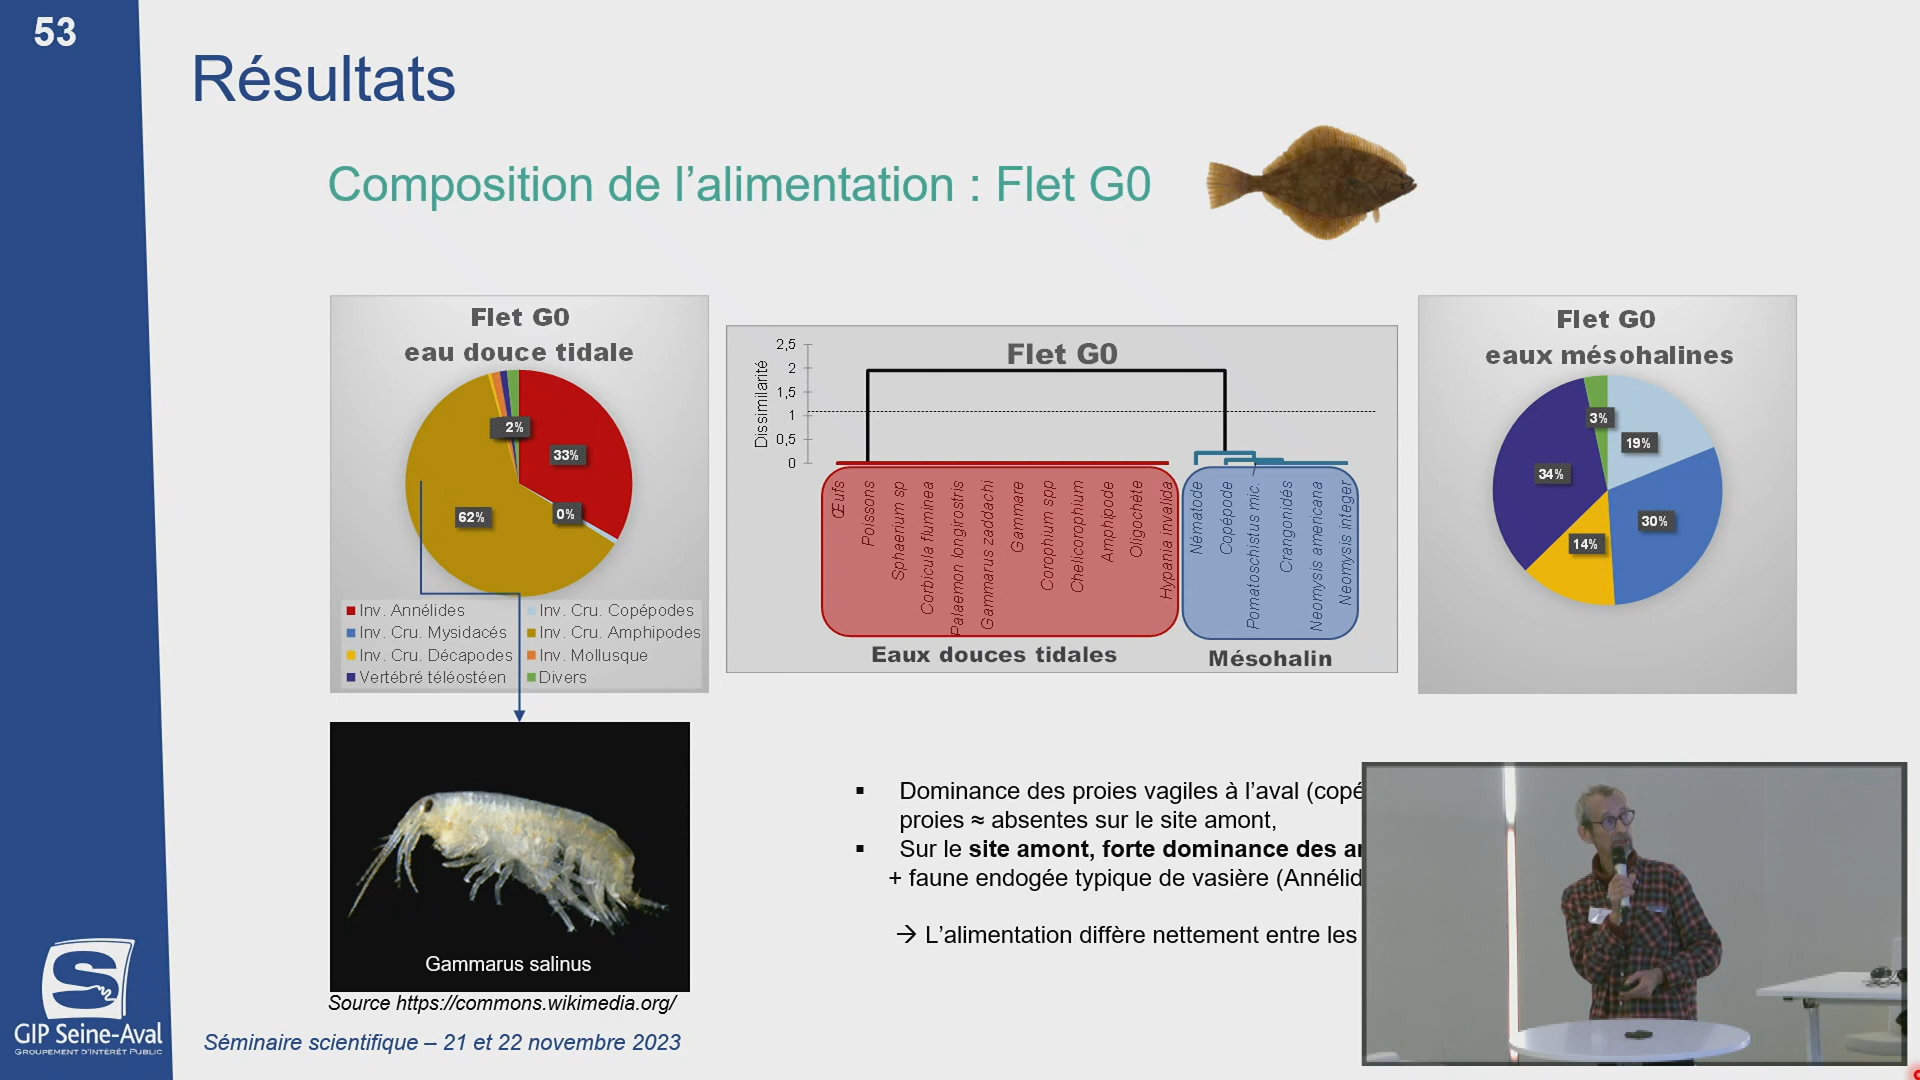 53
Résultats
Composition de l’alimentation : Flet G0
Flet G0
eau douce tidale
2%
33%
62%
0%
Inv. Annélides
Inv. Cru. Copépodes
Inv. Cru. Mysidacés
Inv. Cru. Amphipodes
Inv. Cru. Décapodes
Inv. Mollusque
Vertébré téléostéen
Divers
Flet G0
Dissimilarité
2,5
2
1,5
1
0,5
0
Œufs
Poissons
Sphaerium sp
Corbicula fluminea
Palaemon longirostris
Gammarus zaddachi
Gammare
Corophium spp
Chelicorophium
Amphipode
Oligochète
Hypania invalida
Nématode
Copépode
Pomatoschistus mic.
Crangonidés
Neomysis americana
Neomysis integer
Eaux douces tidales
Mésohalin
Flet G0
eaux mésohalines
3%
19%
34%
30%
14%
Gammarus salinus
Source https://commons.wikimedia.org/
▪ Dominance des proies vagiles à l’aval (copé
proies ≈ absentes sur le site amont,
▪ Sur le site amont, forte dominance des a
+ faune endogée typique de vasière (Annélid
→ L’alimentation diffère nettement entre les
GIP Seine-Aval
GROUPEMENT D'INTÉRÊT PUBLIC
Séminaire scientifique – 21 et 22 novembre 2023